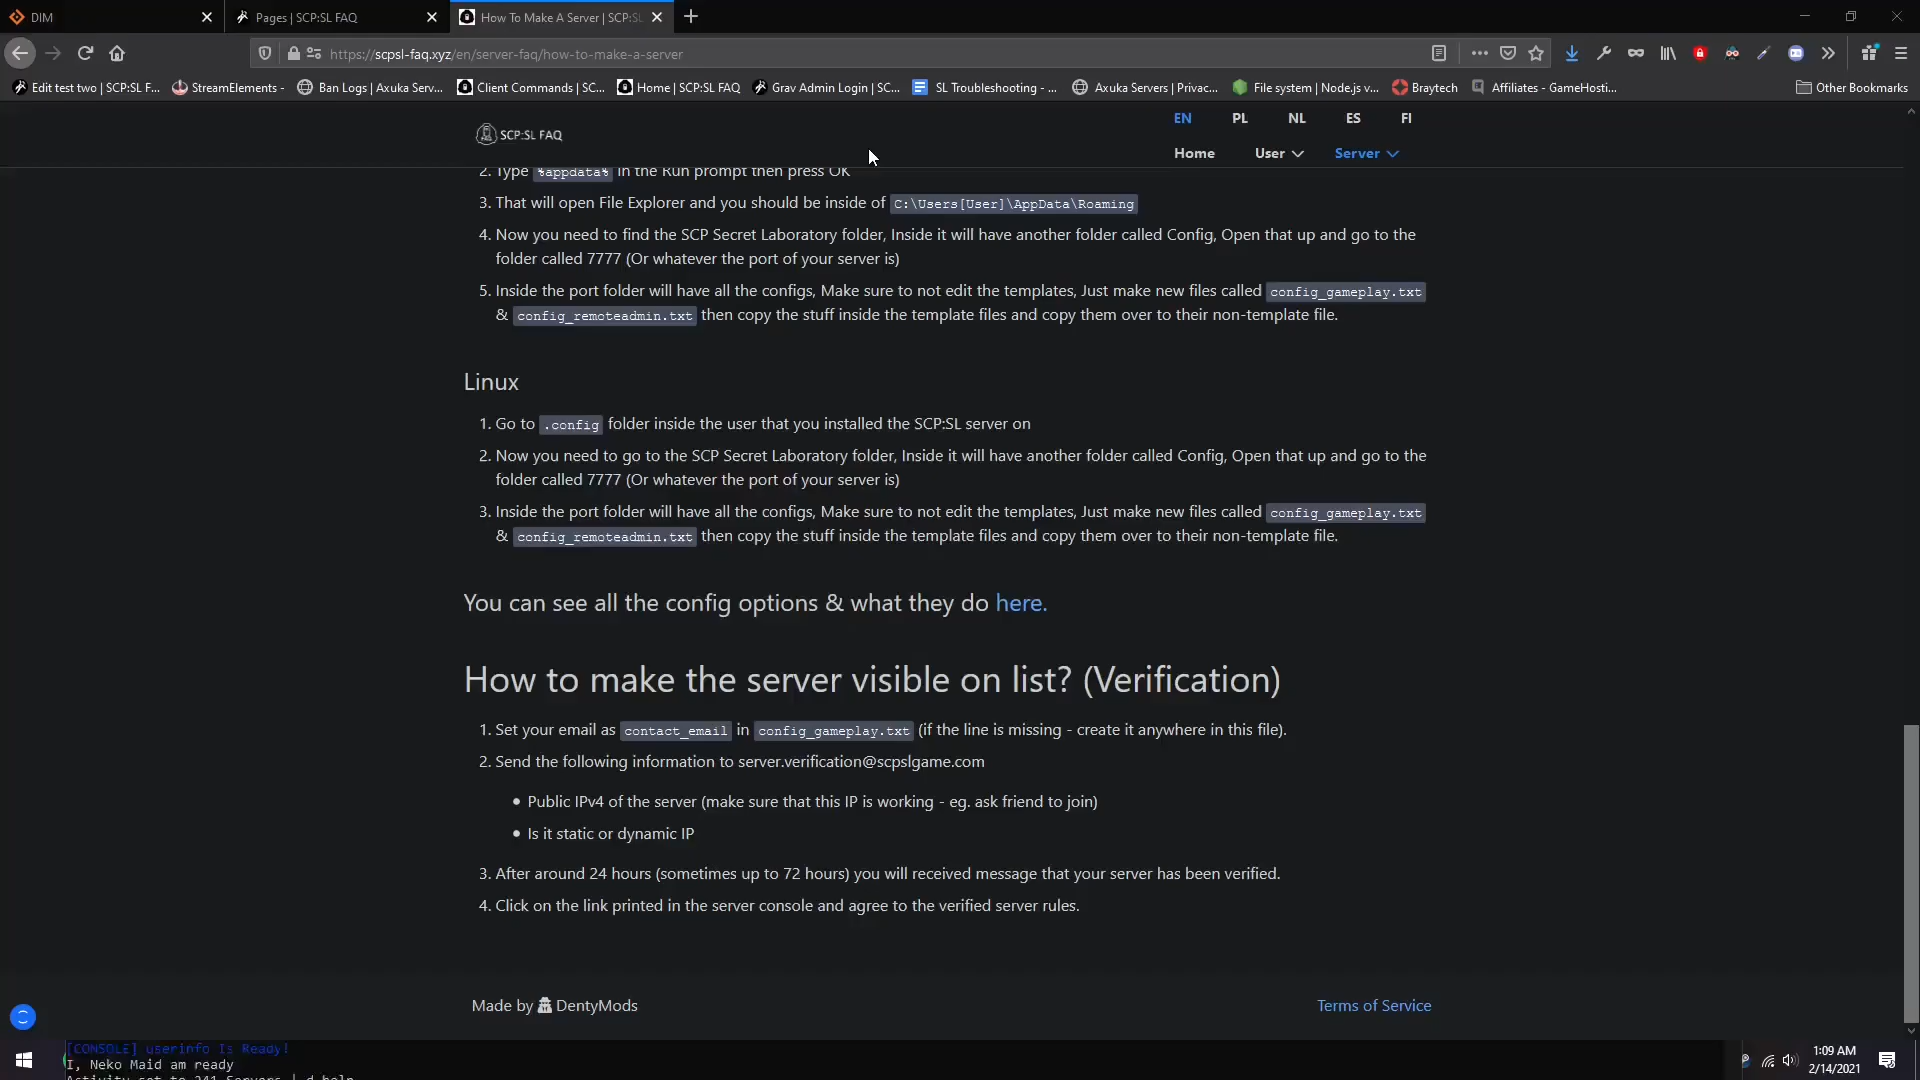 DIM
Pages | SCP:SL FAQ
How To Make A Server | SCP:SL
https://scpsl-faq.xyz/en/server-faq/how-to-make-a-server
Edit test two | SCP:SL F...
StreamElements -
Ban Logs | Axuka Serv...
Client Commands | SC...
Home | SCP:SL FAQ
Grav Admin Login | SC...
SL Troubleshooting - ...
Axuka Servers | Privac...
File system | Node.js v...
Braytech
Affiliates - GameHosti...
Other Bookmarks
SCP:SL FAQ
EN PL NL ES FI
Home User Server
2. Type %appdata% in the Run prompt then press OK
3. That will open File Explorer and you should be inside of C:\Users[User]\AppData\Roaming
4. Now you need to find the SCP Secret Laboratory folder, Inside it will have another folder called Config, Open that up and go to the
folder called 7777 (Or whatever the port of your server is)
5. Inside the port folder will have all the configs, Make sure to not edit the templates, Just make new files called config_gameplay.txt
& config_remoteadmin.txt then copy the stuff inside the template files and copy them over to their non-template file.
Linux
1. Go to .config folder inside the user that you installed the SCP:SL server on
2. Now you need to go to the SCP Secret Laboratory folder, Inside it will have another folder called Config, Open that up and go to the
folder called 7777 (Or whatever the port of your server is)
3. Inside the port folder will have all the configs, Make sure to not edit the templates, Just make new files called config_gameplay.txt
& config_remoteadmin.txt then copy the stuff inside the template files and copy them over to their non-template file.
You can see all the config options & what they do here.
How to make the server visible on list? (Verification)
1. Set your email as contact_email in config_gameplay.txt (if the line is missing - create it anywhere in this file).
2. Send the following information to server.verification@scpslgame.com
• Public IPv4 of the server (make sure that this IP is working - eg. ask friend to join)
• Is it static or dynamic IP
3. After around 24 hours (sometimes up to 72 hours) you will received message that your server has been verified.
4. Click on the link printed in the server console and agree to the verified server rules.
Made by DentyMods
Terms of Service
[CONSOLE] userinfo Is Ready!
I, Neko Maid am ready
Activity set to 241 Servers | d.help
1:09 AM
2/14/2021